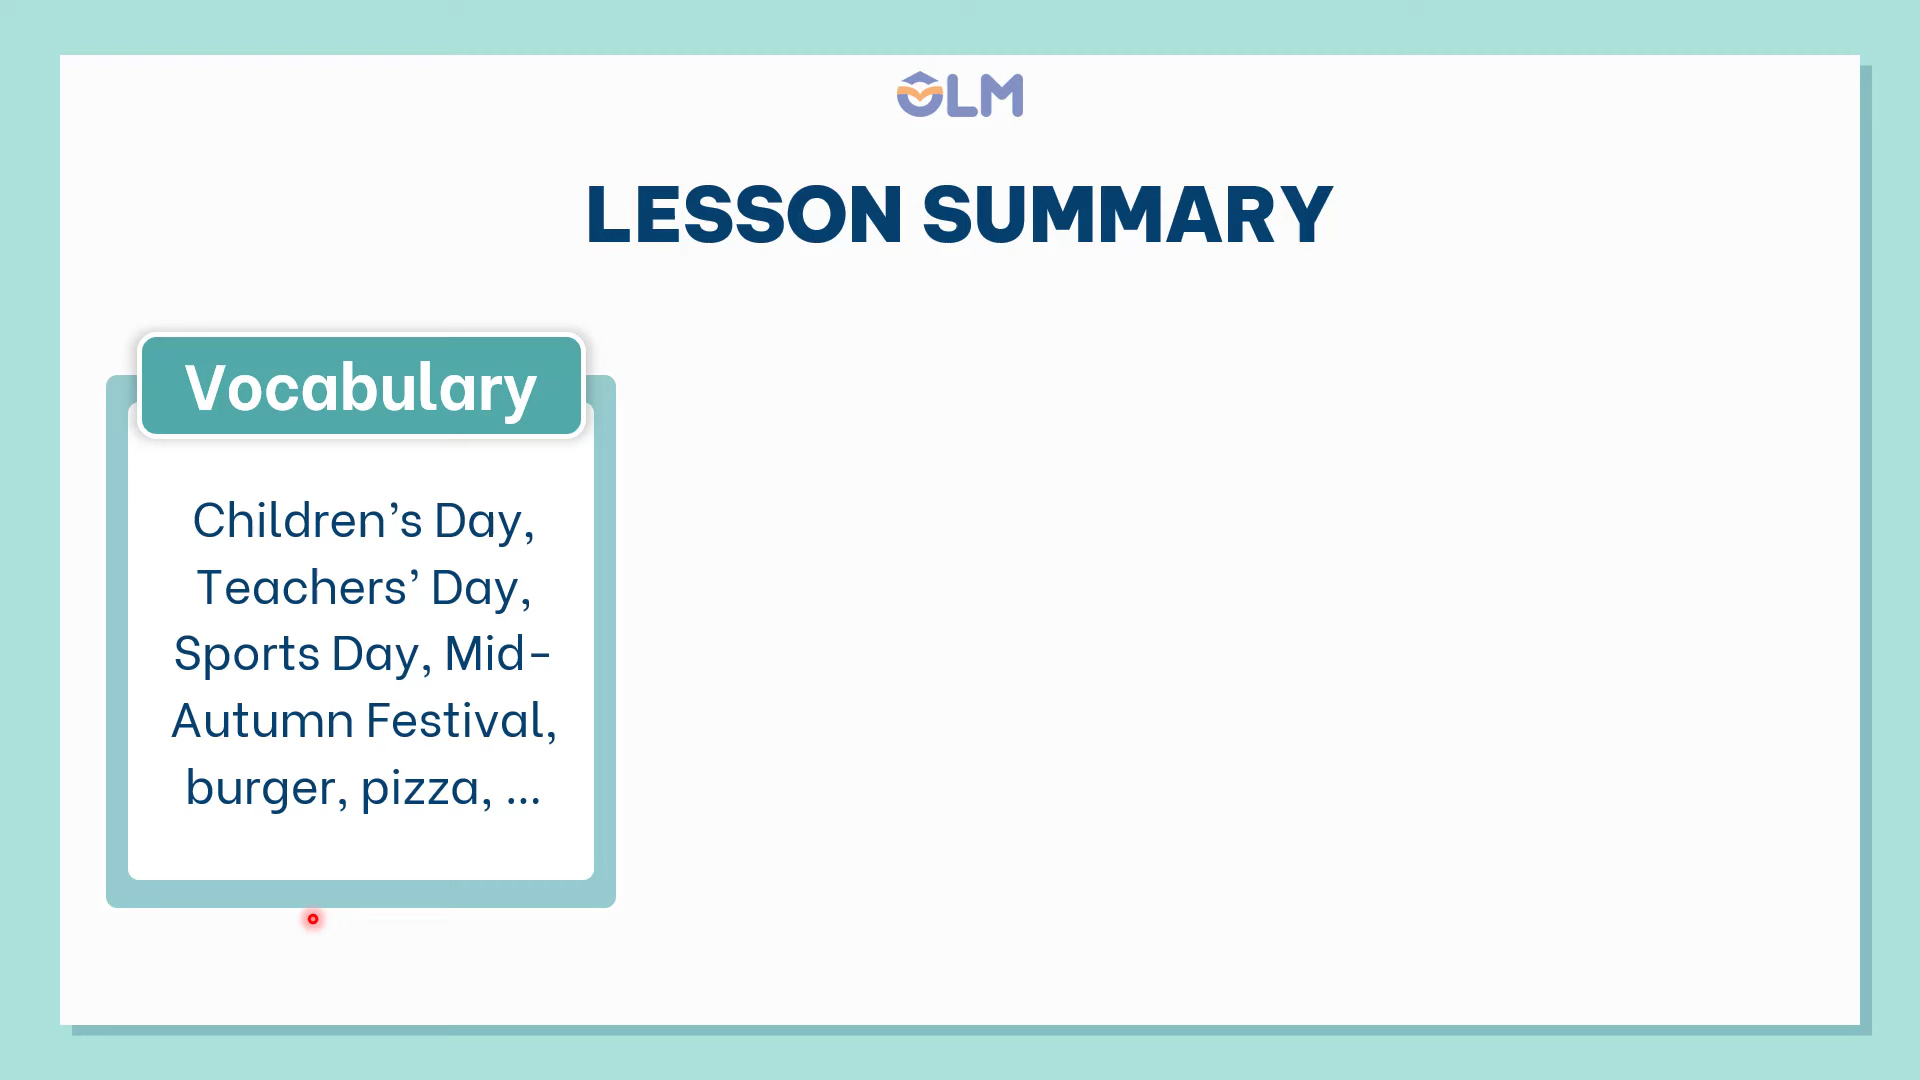 OLM
LESSON SUMMARY
Vocabulary
Children’s Day,
Teachers’ Day,
Sports Day, Mid-
Autumn Festival,
burger, pizza, ...